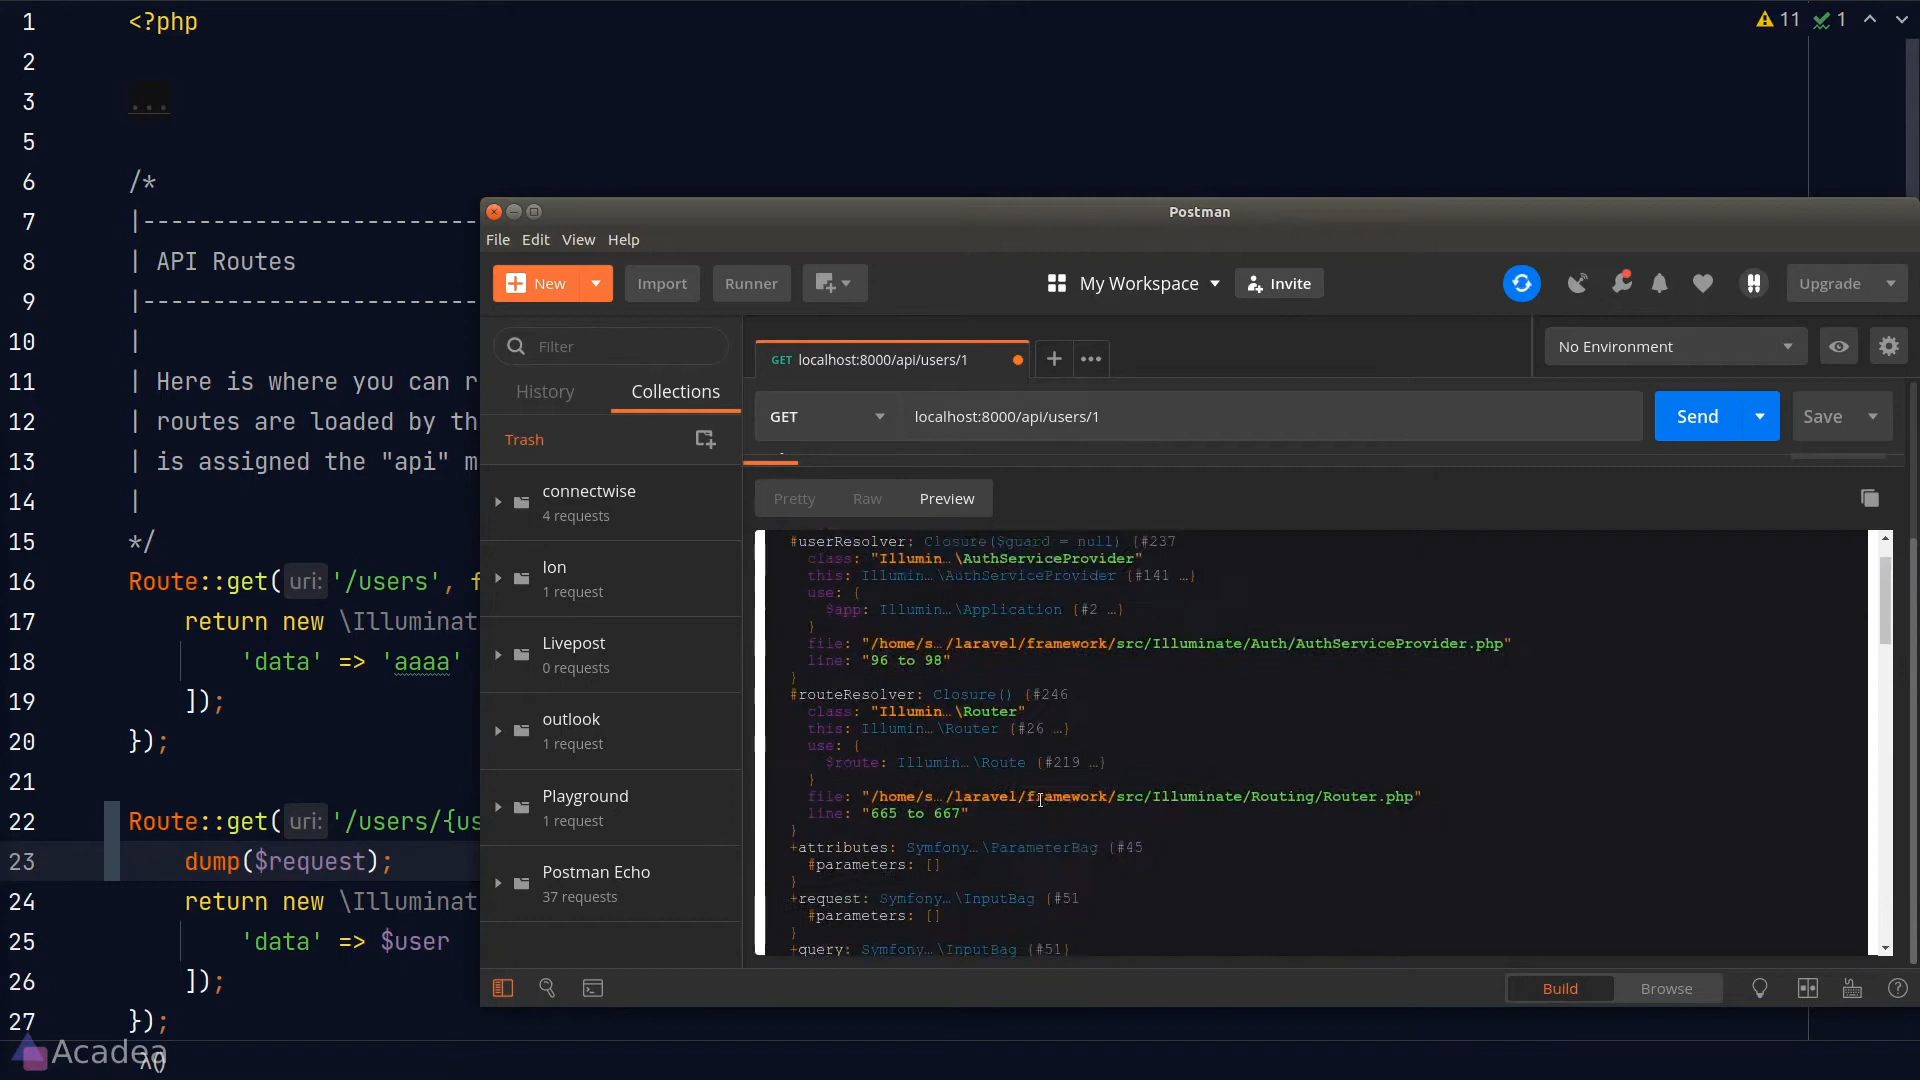 1 <?php
2
3 ...
5
6 /*
7 |------------------------
8 | API Routes
9 |------------------------
10 |
11 | Here is where you can r
12 | routes are loaded by th
13 | is assigned the "api" m
14 |
15 */
16 Route::get( uri: '/users', f
17 return new \Illuminat
18 'data' => 'aaaa'
19 ]);
20 });
21
22 Route::get( uri: '/users/{us
23 dump($request);
24 return new \Illuminat
25 'data' => $user
26 ]);
27 });
λ()
Acadea
11 1
Postman
File Edit View Help
New Import Runner My Workspace Invite Upgrade
Filter
History Collections
Trash
connectwise
4 requests
Ion
1 request
Livepost
0 requests
outlook
1 request
Playground
1 request
Postman Echo
37 requests
GET localhost:8000/api/users/1 + ••• No Environment
GET localhost:8000/api/users/1 Send Save
Pretty Raw Preview
#userResolver: Closure($guard = null) {#237
class: "Illumin…\AuthServiceProvider"
this: Illumin…\AuthServiceProvider {#141 …}
use: {
$app: Illumin…\Application {#2 …}
}
file: "/home/s…/laravel/framework/src/Illuminate/Auth/AuthServiceProvider.php"
line: "96 to 98"
}
#routeResolver: Closure() {#246
class: "Illumin…\Router"
this: Illumin…\Router {#26 …}
use: {
$route: Illumin…\Route {#219 …}
}
file: "/home/s…/laravel/framework/src/Illuminate/Routing/Router.php"
line: "665 to 667"
}
+attributes: Symfony…\ParameterBag {#45
#parameters: []
}
+request: Symfony…\InputBag {#51
#parameters: []
}
+query: Symfony…\InputBag {#51}
Build Browse